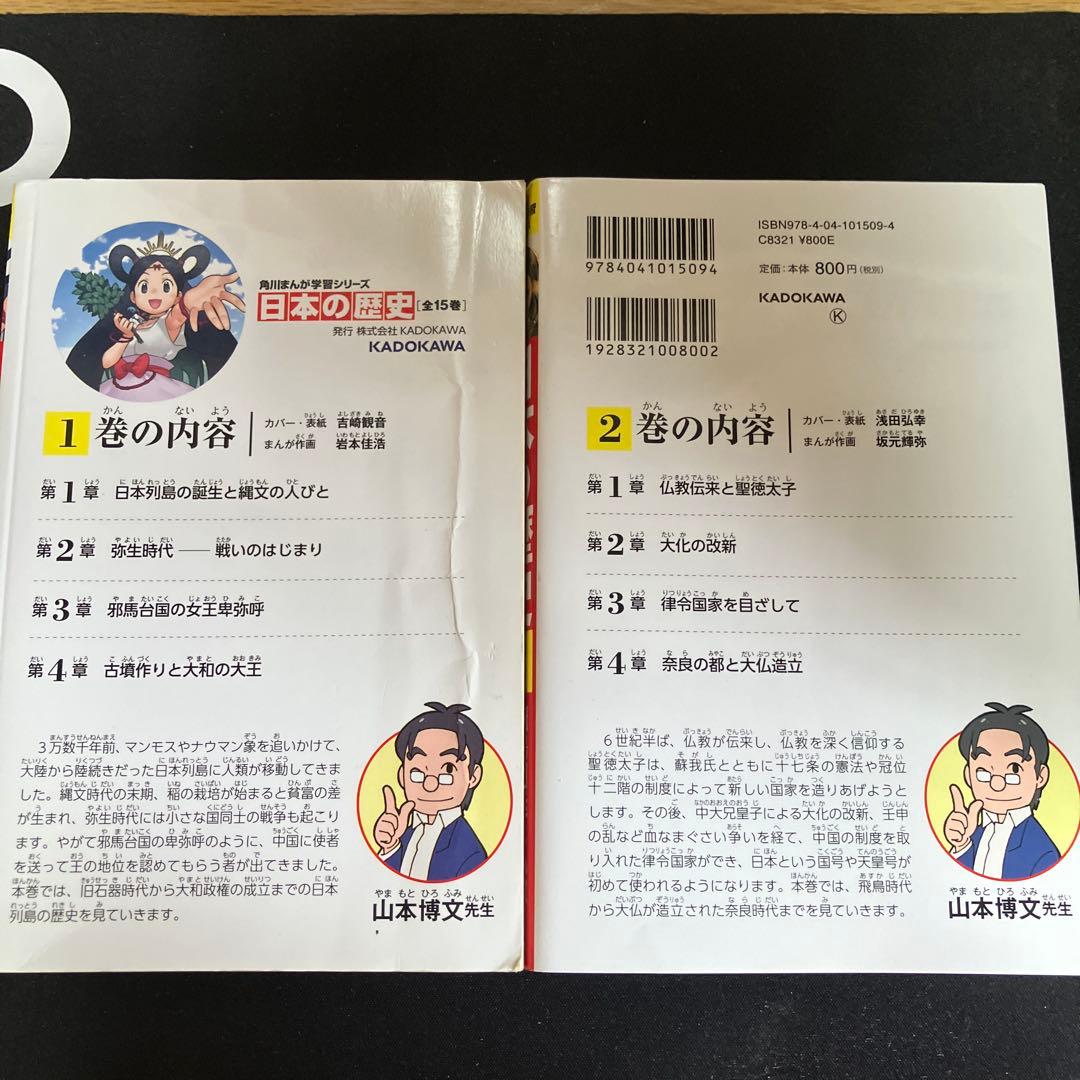 角川まんが学習シリーズ
日本の歴史[全15巻]
発行 株式会社KADOKAWA
KADOKAWA
1 巻の内容
カバー・表紙 吉崎観音
まんが作画 岩本佳浩
第1章 日本列島の誕生と縄文の人びと
第2章 弥生時代――戦いのはじまり
第3章 邪馬台国の女王卑弥呼
第4章 古墳作りと大和の大王
3万数千年前、マンモスやナウマン象を追いかけて、
大陸から陸続きだった日本列島に人類が移動してきま
した。縄文時代の末期、稲の栽培が始まると貧富の差
が生まれ、弥生時代には小さな国同士の戦争も起こり
ます。やがて邪馬台国の卑弥呼のように、中国に使者
を送って王の地位を認めてもらう者が出てきました。
本巻では、旧石器時代から大和政権の成立までの日本
列島の歴史を見ていきます。
山本博文先生
ISBN978-4-04-101509-4
C8321 ¥800E
9784041015094
定価:本体 800円(税別)
KADOKAWA
K
1928321008002
2 巻の内容
カバー・表紙 浅田弘幸
まんが作画 坂元輝弥
第1章 仏教伝来と聖徳太子
第2章 大化の改新
第3章 律令国家を目ざして
第4章 奈良の都と大仏造立
6世紀半ば、仏教が伝来し、仏教を深く信仰する
聖徳太子は、蘇我氏とともに十七条の憲法や冠位
十二階の制度によって新しい国家を造りあげようと
します。その後、中大兄皇子による大化の改新、壬申
の乱など血なまぐさい争いを経て、中国の制度を取
り入れた律令国家ができ、日本という国号や天皇号が
初めて使われるようになります。本巻では、飛鳥時代
から大仏が造立された奈良時代までを見ていきます。
山本博文先生